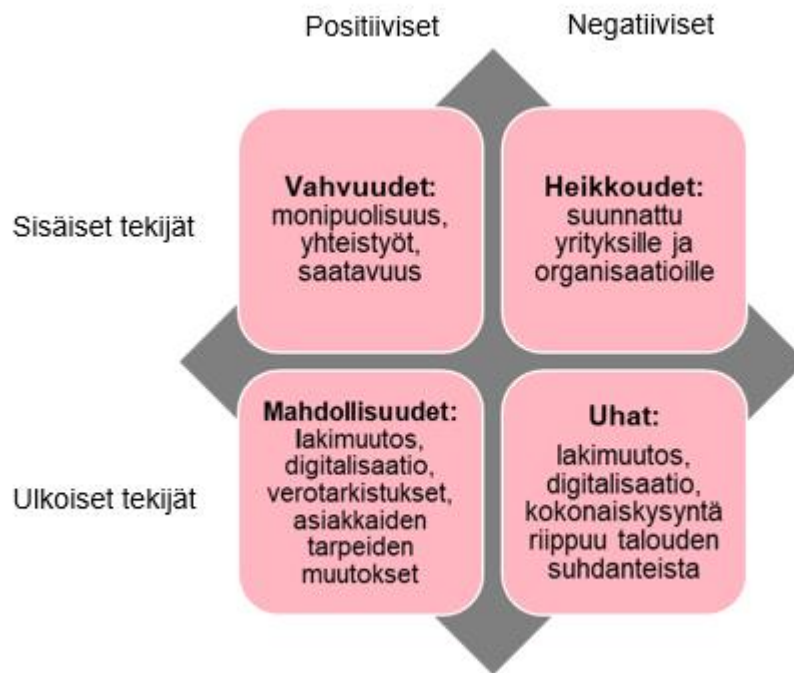 Positiiviset
Negatiiviset
Sisäiset tekijät
Vahvuudet:
monipuolisuus,
yhteistyöt,
saatavuus
Heikkoudet:
suunnattu
yrityksille ja
organisaatioille
Ulkoiset tekijät
Mahdollisuudet:
lakimuutos,
digitalisaatio,
verotarkistukset,
asiakkaiden
tarpeiden
muutokset
Uhat:
lakimuutos,
digitalisaatio,
kokonaiskysyntä
riippuu talouden
suhdanteista